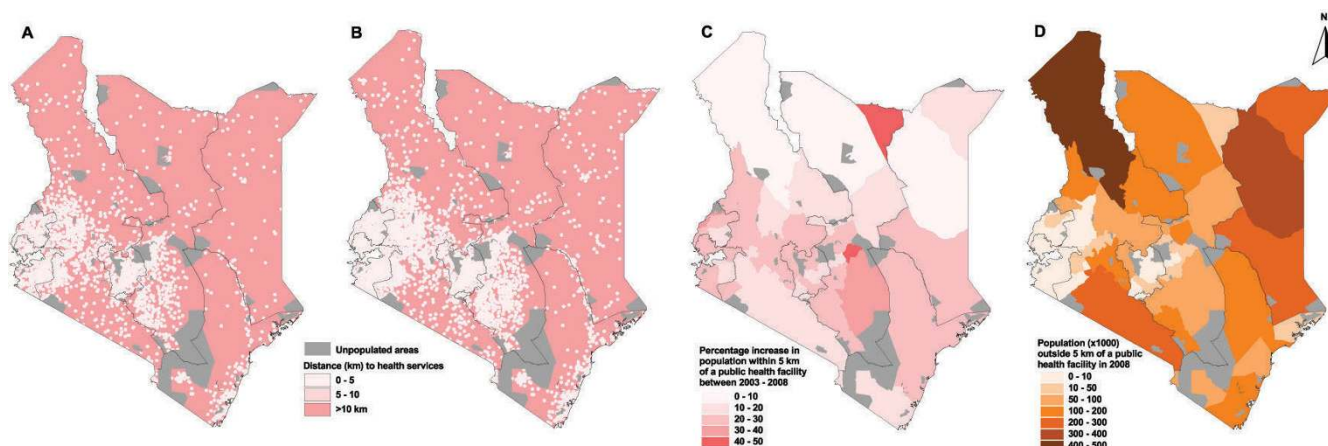 A
B
C
D
N
Unpopulated areas
Distance (km) to health services
0 - 5
5 - 10
>10 km
Percentage increase in
population within 5 km
of a public health facility
between 2003 - 2008
0 - 10
10 - 20
20 - 30
30 - 40
40 - 50
Population (x1000)
outside 5 km of a public
health facility in 2008
0 - 10
10 - 50
50 - 100
100 - 200
200 - 300
300 - 400
400 - 500